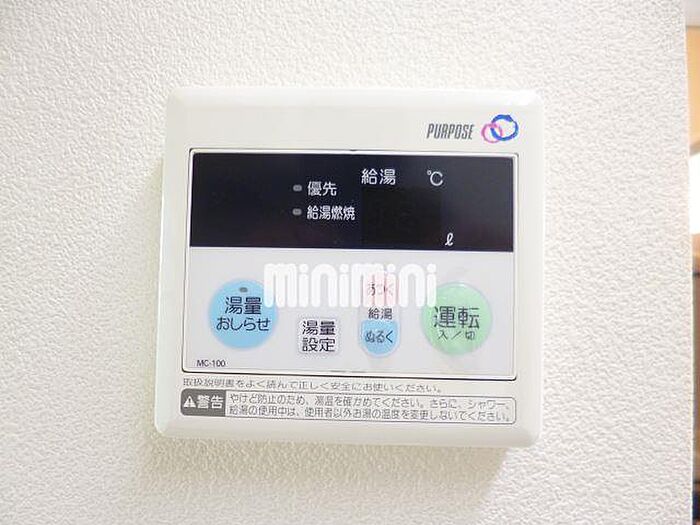 PURPOSE
給湯 ℃
優先
給湯燃焼
ℓ
minimini
湯量
おしらせ
湯量
設定
あつく
給湯
ぬるく
運転
入/切
MC-100
取扱説明書をよく読んで正しく安全にお使いください。
警告 やけど防止のため、湯温を確かめてください。さらに、シャワー、
給湯の使用中は、使用者以外お湯の温度を変更しないでください。